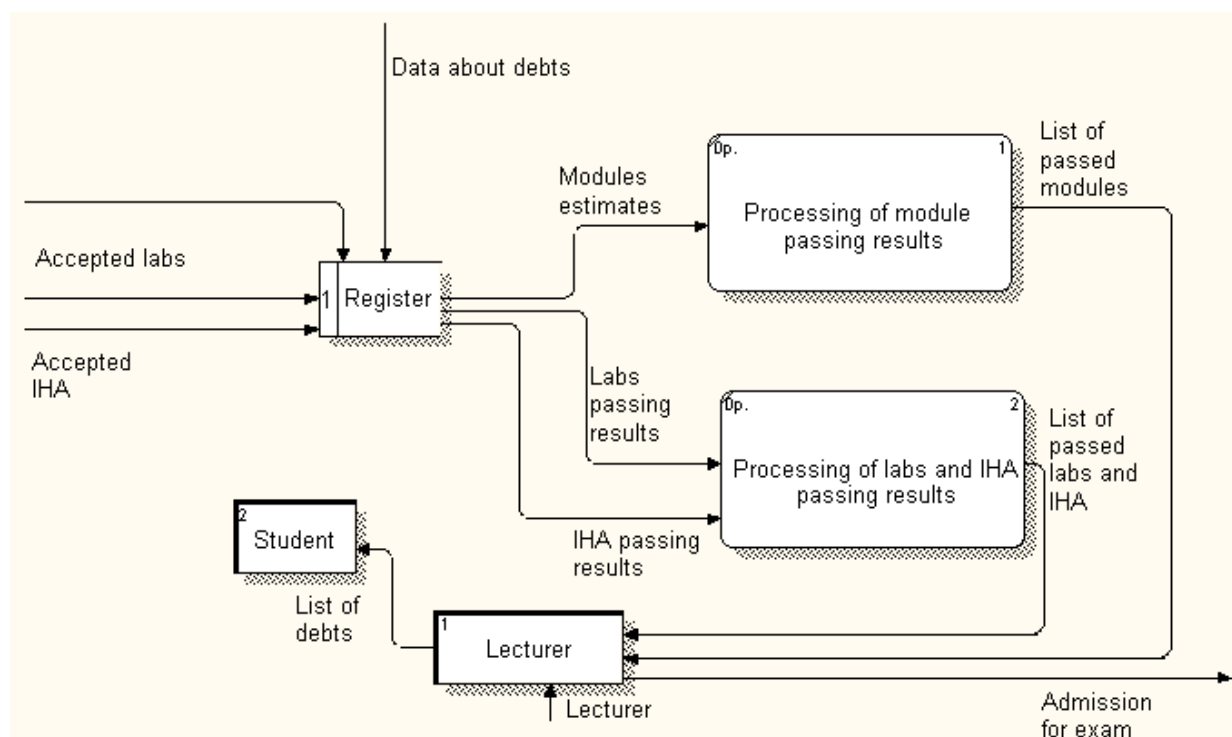 Data about debts
Op.
1
List of
passed
modules
Modules
estimates
Processing of module
passing results
Accepted labs
1
Register
Accepted
IHA
Labs
passing
results
Op.
2
List of
passed
labs and
IHA
Processing of labs and IHA
passing results
2
Student
IHA passing
results
List of
debts
1
Lecturer
Lecturer
Admission
for exam